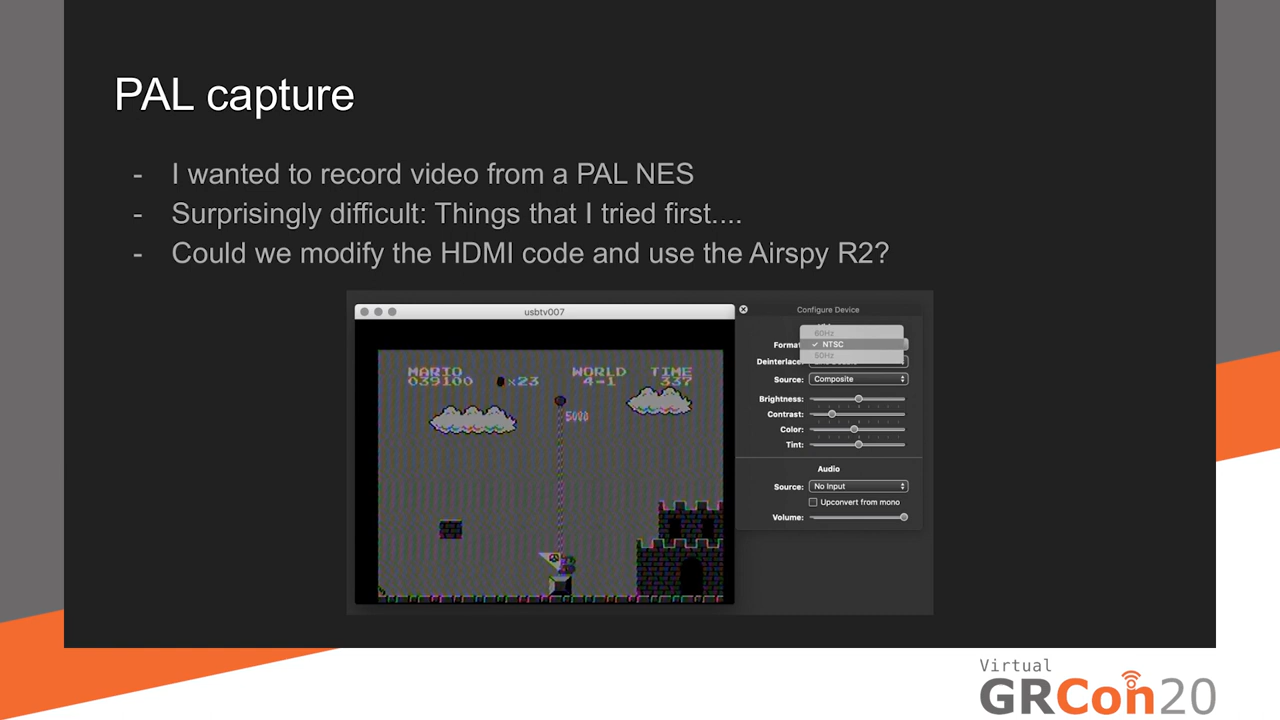 PAL capture
- I wanted to record video from a PAL NES
- Surprisingly difficult: Things that I tried first....
- Could we modify the HDMI code and use the Airspy R2?
usbtv007
MARIO WORLD TIME
039100 x23 4-1 337
5000
Configure Device
60Hz
Format: ✓ NTSC
50Hz
Deinterlace:
Source: Composite
Brightness:
Contrast:
Color:
Tint:
Audio
Source: No Input
Upconvert from mono
Volume:
Virtual
GRCon20